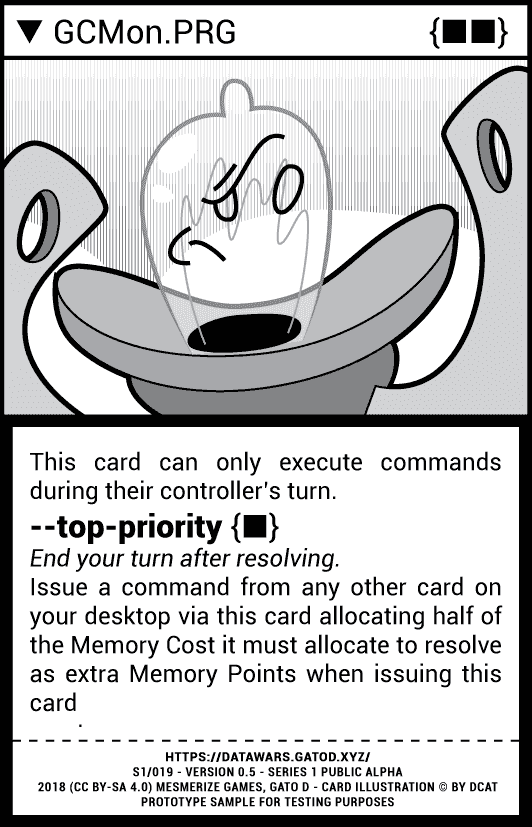 ▼ GCMon.PRG {■■}
This card can only execute commands
during their controller's turn.
--top-priority {■}
End your turn after resolving.
Issue a command from any other card on
your desktop via this card allocating half of
the Memory Cost it must allocate to resolve
as extra Memory Points when issuing this
card
.
HTTPS://DATAWARS.GATOD.XYZ/
S1/019 - VERSION 0.5 - SERIES 1 PUBLIC ALPHA
2018 (CC BY-SA 4.0) MESMERIZE GAMES, GATO D - CARD ILLUSTRATION © BY DCAT
PROTOTYPE SAMPLE FOR TESTING PURPOSES